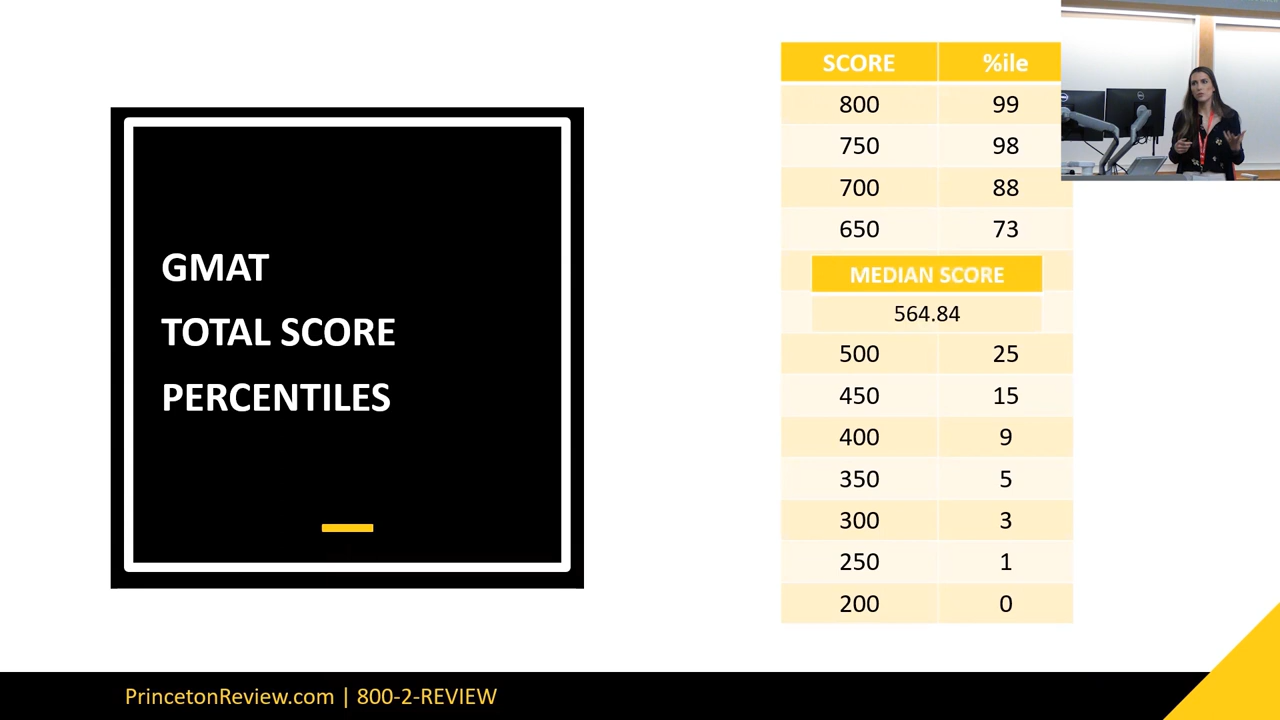 GMAT
TOTAL SCORE
PERCENTILES
SCORE %ile
800 99
750 98
700 88
650 73
MEDIAN SCORE
564.84
500 25
450 15
400 9
350 5
300 3
250 1
200 0
PrincetonReview.com | 800-2-REVIEW